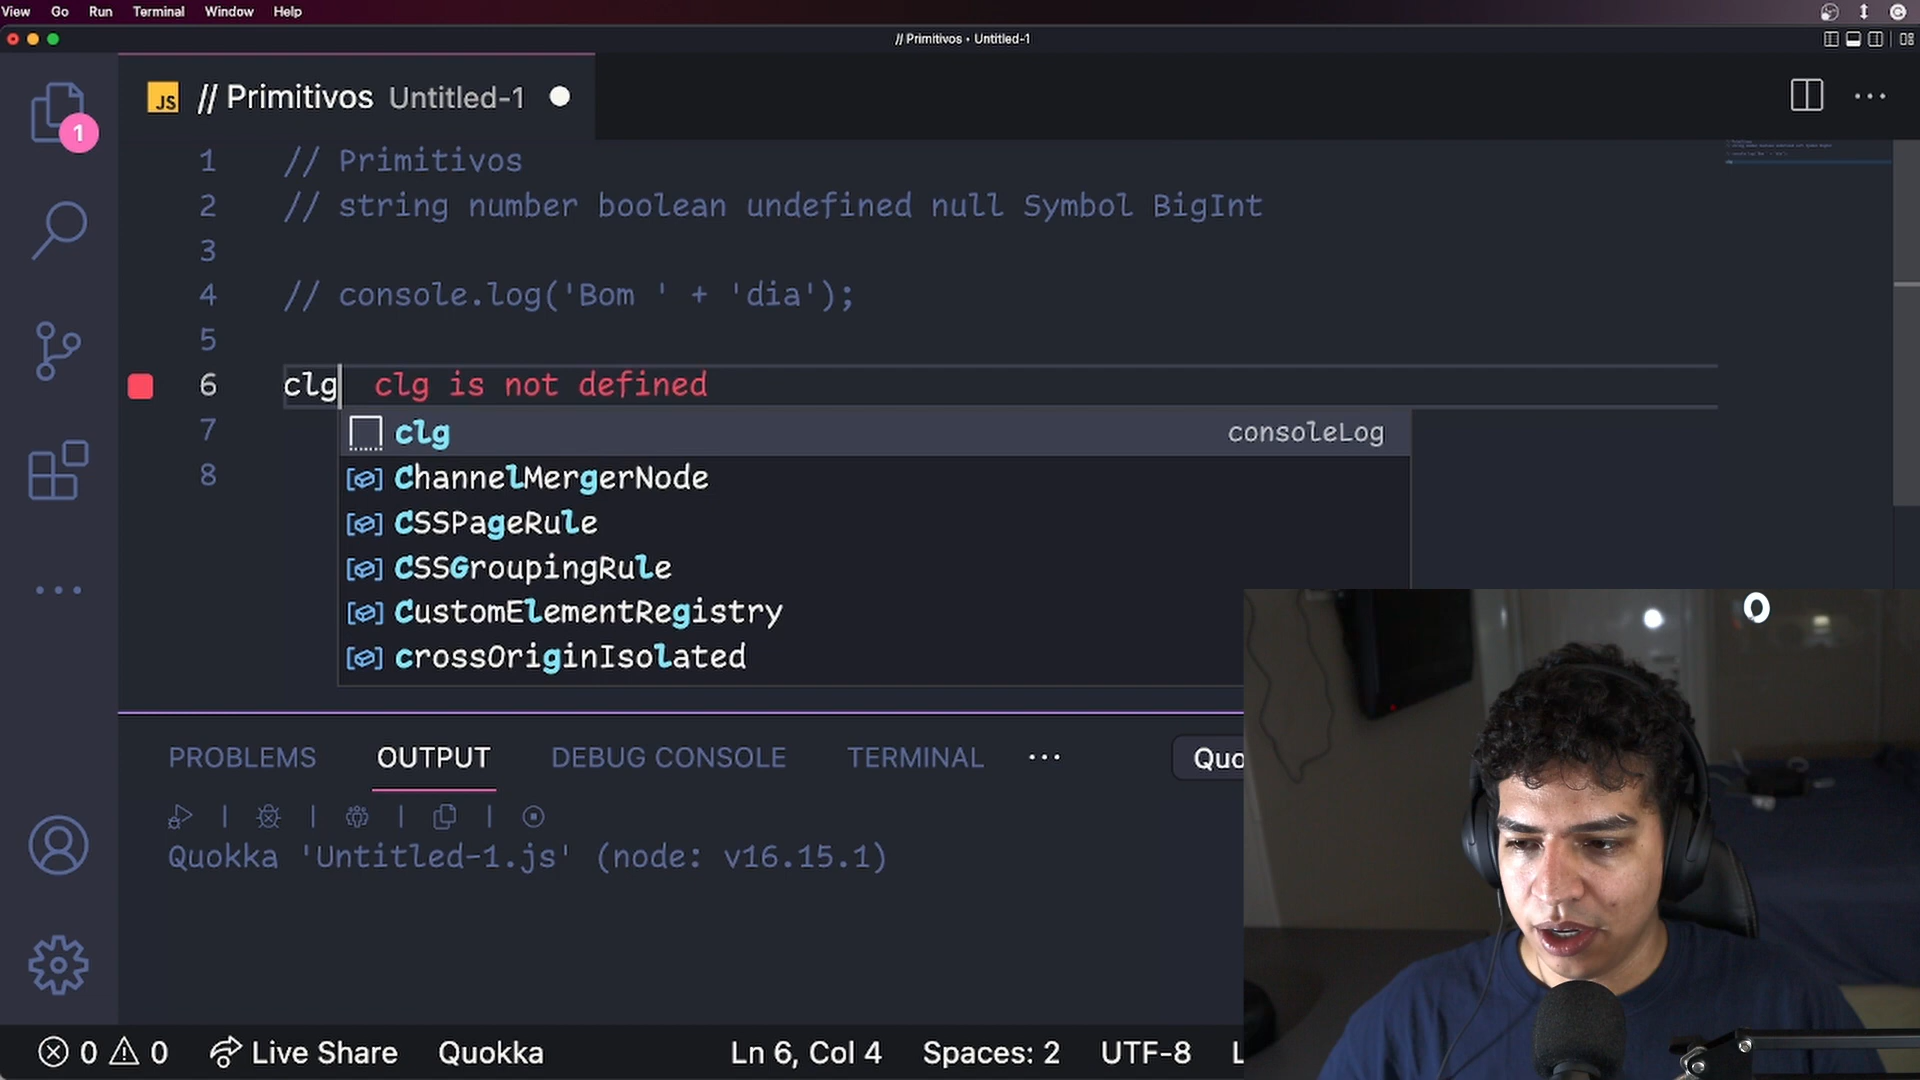 View Go Run Terminal Window Help
// Primitivos • Untitled-1
JS // Primitivos Untitled-1
1
1 // Primitivos
2 // string number boolean undefined null Symbol BigInt
3
4 // console.log('Bom ' + 'dia');
5
6 clg clg is not defined
7
8
clg consoleLog
ChannelMergerNode
CSSPageRule
CSSGroupingRule
CustomElementRegistry
crossOriginIsolated
PROBLEMS OUTPUT DEBUG CONSOLE TERMINAL ... Quo
Quokka 'Untitled-1.js' (node: v16.15.1)
0 0 Live Share Quokka Ln 6, Col 4 Spaces: 2 UTF-8 L